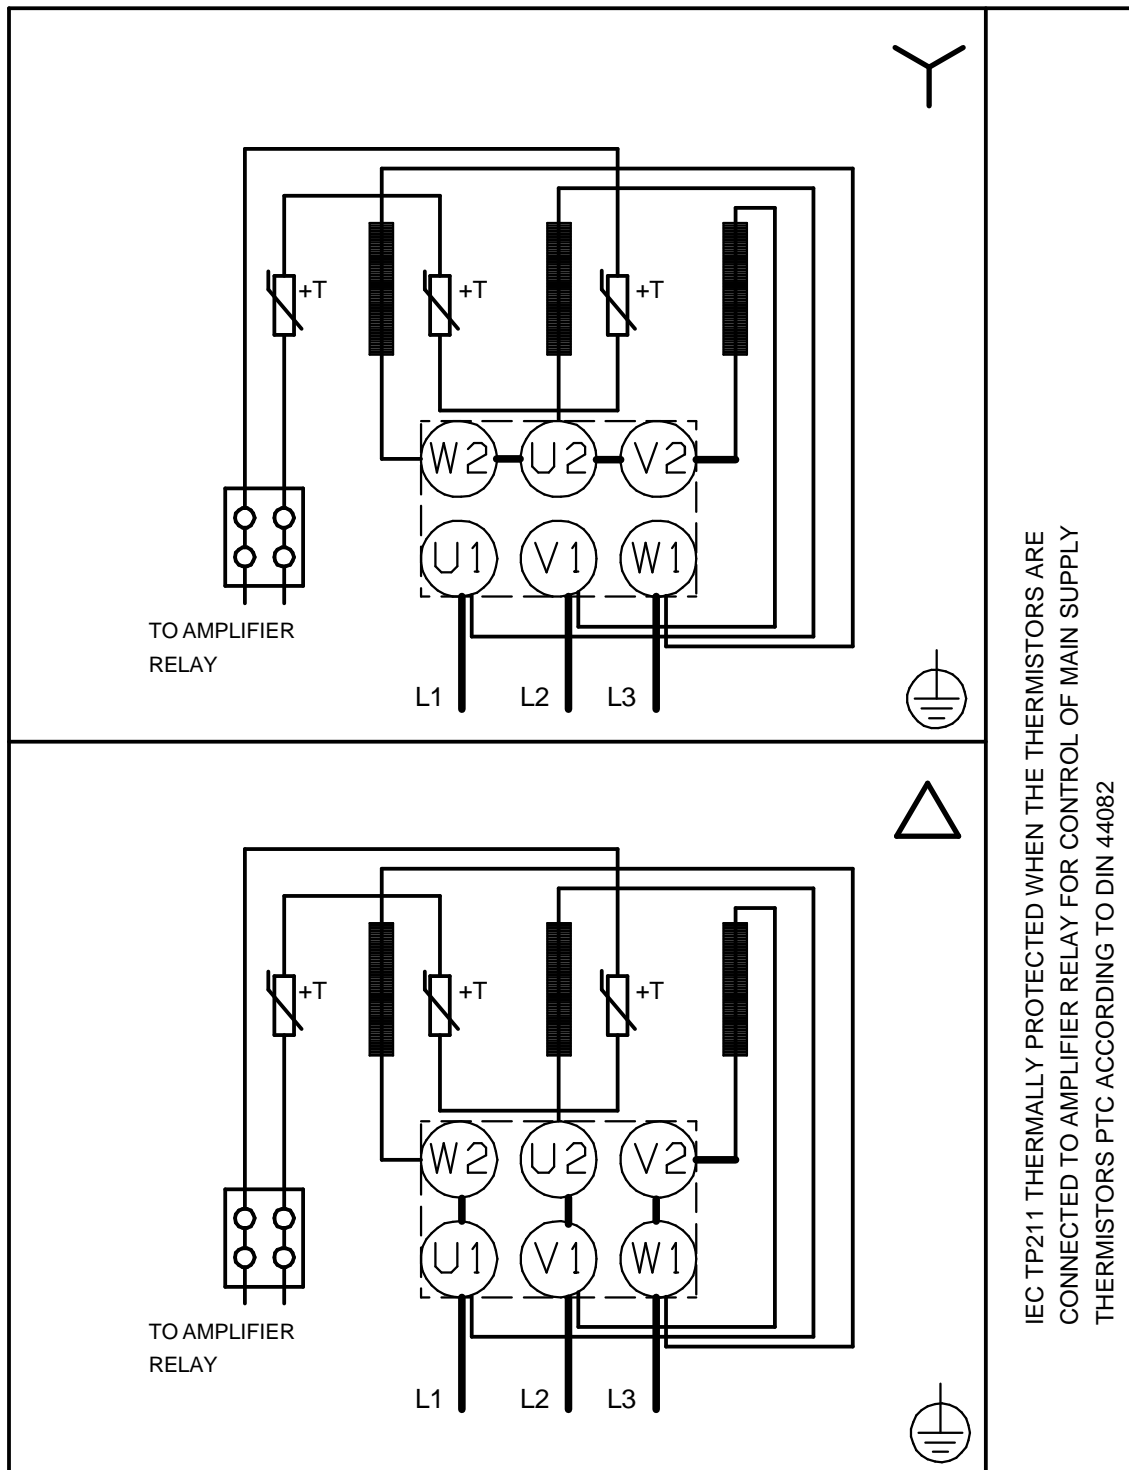 +T +T +T
W2 U2 V2
U1 V1 W1
TO AMPLIFIER
RELAY
L1 L2 L3
+T +T +T
W2 U2 V2
U1 V1 W1
TO AMPLIFIER
RELAY
L1 L2 L3
IEC TP211 THERMALLY PROTECTED WHEN THE THERMISTORS ARE
CONNECTED TO AMPLIFIER RELAY FOR CONTROL OF MAIN SUPPLY
THERMISTORS PTC ACCORDING TO DIN 44082